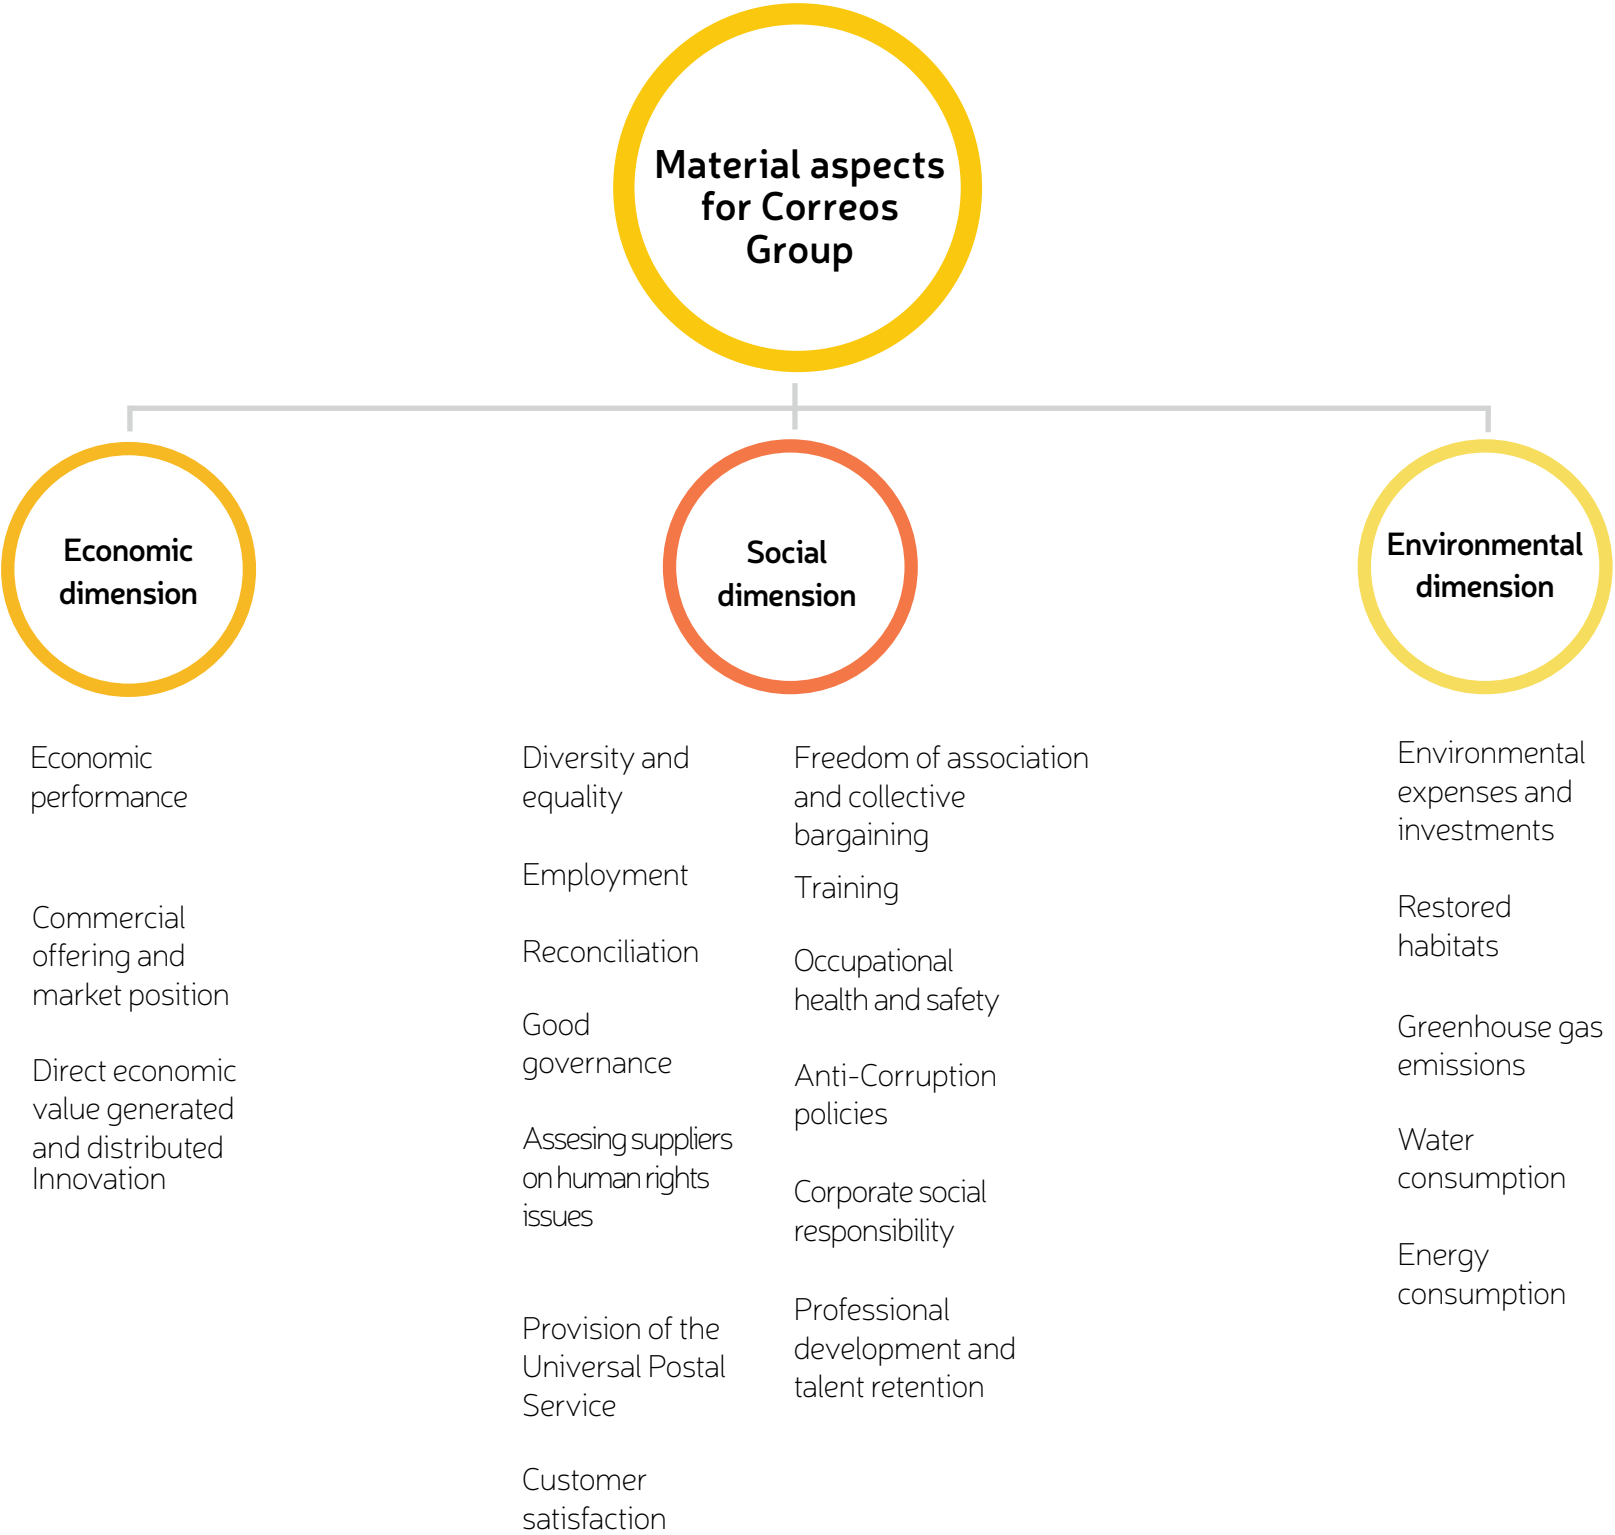 Material aspects
for Correos
Group
Economic
dimension
Social
dimension
Environmental
dimension
Economic
performance
Commercial
offering and
market position
Direct economic
value generated
and distributed
Innovation
Diversity and
equality
Employment
Reconciliation
Good
governance
Assesing suppliers
on human rights
issues
Provision of the
Universal Postal
Service
Customer
satisfaction
Freedom of association
and collective
bargaining
Training
Occupational
health and safety
Anti-Corruption
policies
Corporate social
responsibility
Professional
development and
talent retention
Environmental
expenses and
investments
Restored
habitats
Greenhouse gas
emissions
Water
consumption
Energy
consumption